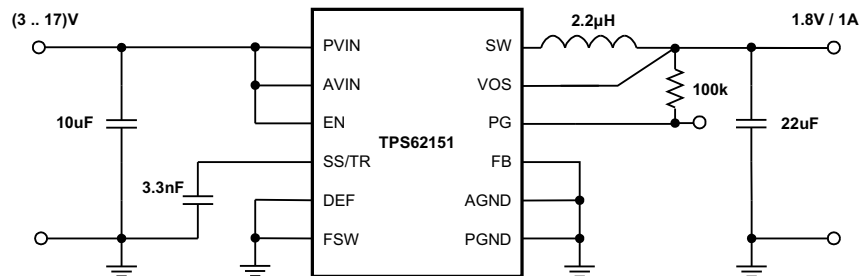 (3 .. 17)V
2.2µH
1.8V / 1A
PVIN
SW
AVIN
VOS
100k
10uF
EN
PG
22uF
TPS62151
3.3nF
SS/TR
FB
DEF
AGND
FSW
PGND